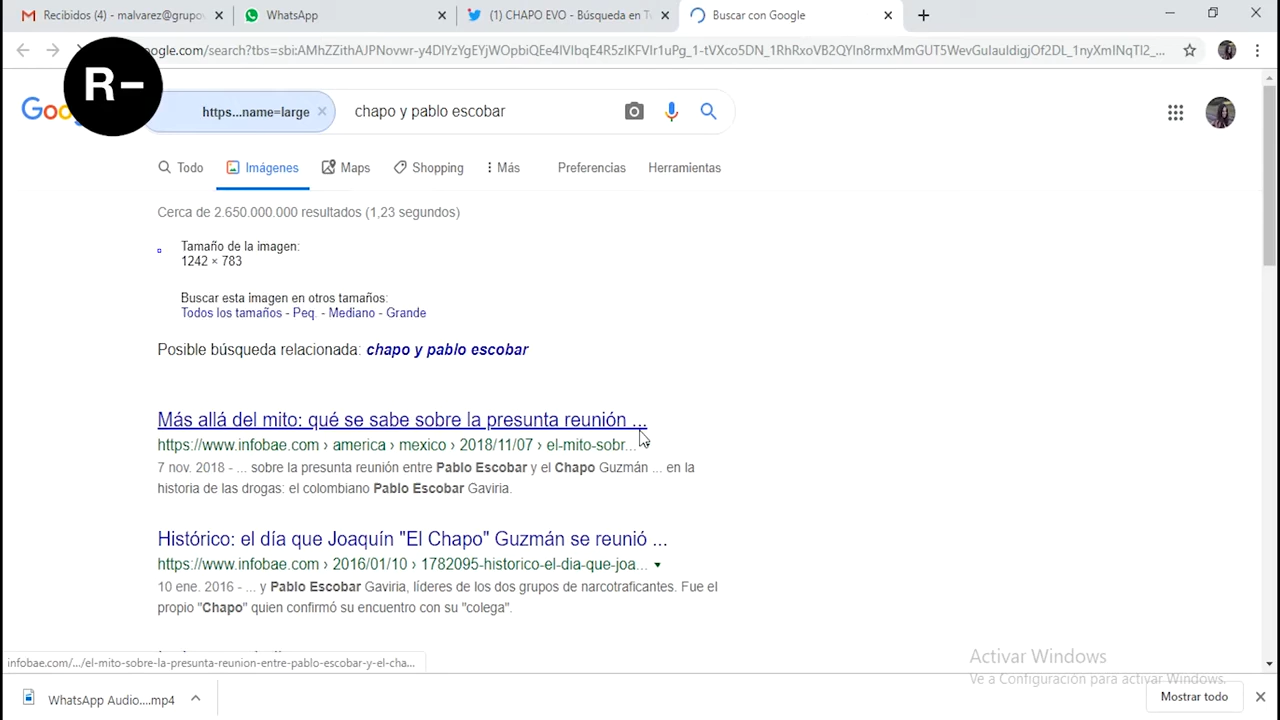 Recibidos (4) - malvarez@grupo
WhatsApp
(1) CHAPO EVO - Búsqueda en Tw
Buscar con Google
R-
google.com/search?tbs=sbi:AMhZZithAJPNovwr-y4DIYzYgEYjWOpbiQEe4IVIbqE4R5zlKFVIr1uPg_1-tVXco5DN_1RhRxoVB2QYIn8rmxMmGUT5WevGulauIdigjOf2DL_1nyXmINqTl2_...
Goo
https...name=large
chapo y pablo escobar
Todo
Imágenes
Maps
Shopping
Más
Preferencias
Herramientas
Cerca de 2.650.000.000 resultados (1,23 segundos)
Tamaño de la imagen:
1242 × 783
Buscar esta imagen en otros tamaños:
Todos los tamaños - Peq. - Mediano - Grande
Posible búsqueda relacionada: chapo y pablo escobar
Más allá del mito: qué se sabe sobre la presunta reunión ...
https://www.infobae.com › america › mexico › 2018/11/07 › el-mito-sobr...
7 nov. 2018 - ... sobre la presunta reunión entre Pablo Escobar y el Chapo Guzmán ... en la
historia de las drogas: el colombiano Pablo Escobar Gaviria.
Histórico: el día que Joaquín "El Chapo" Guzmán se reunió ...
https://www.infobae.com › 2016/01/10 › 1782095-historico-el-dia-que-joa...
10 ene. 2016 - ... y Pablo Escobar Gaviria, líderes de los dos grupos de narcotraficantes. Fue el
propio "Chapo" quien confirmó su encuentro con su "colega".
Activar Windows
Ve a Configuración para activar Windows.
infobae.com/.../el-mito-sobre-la-presunta-reunion-entre-pablo-escobar-y-el-cha...
WhatsApp Audio....mp4
Mostrar todo